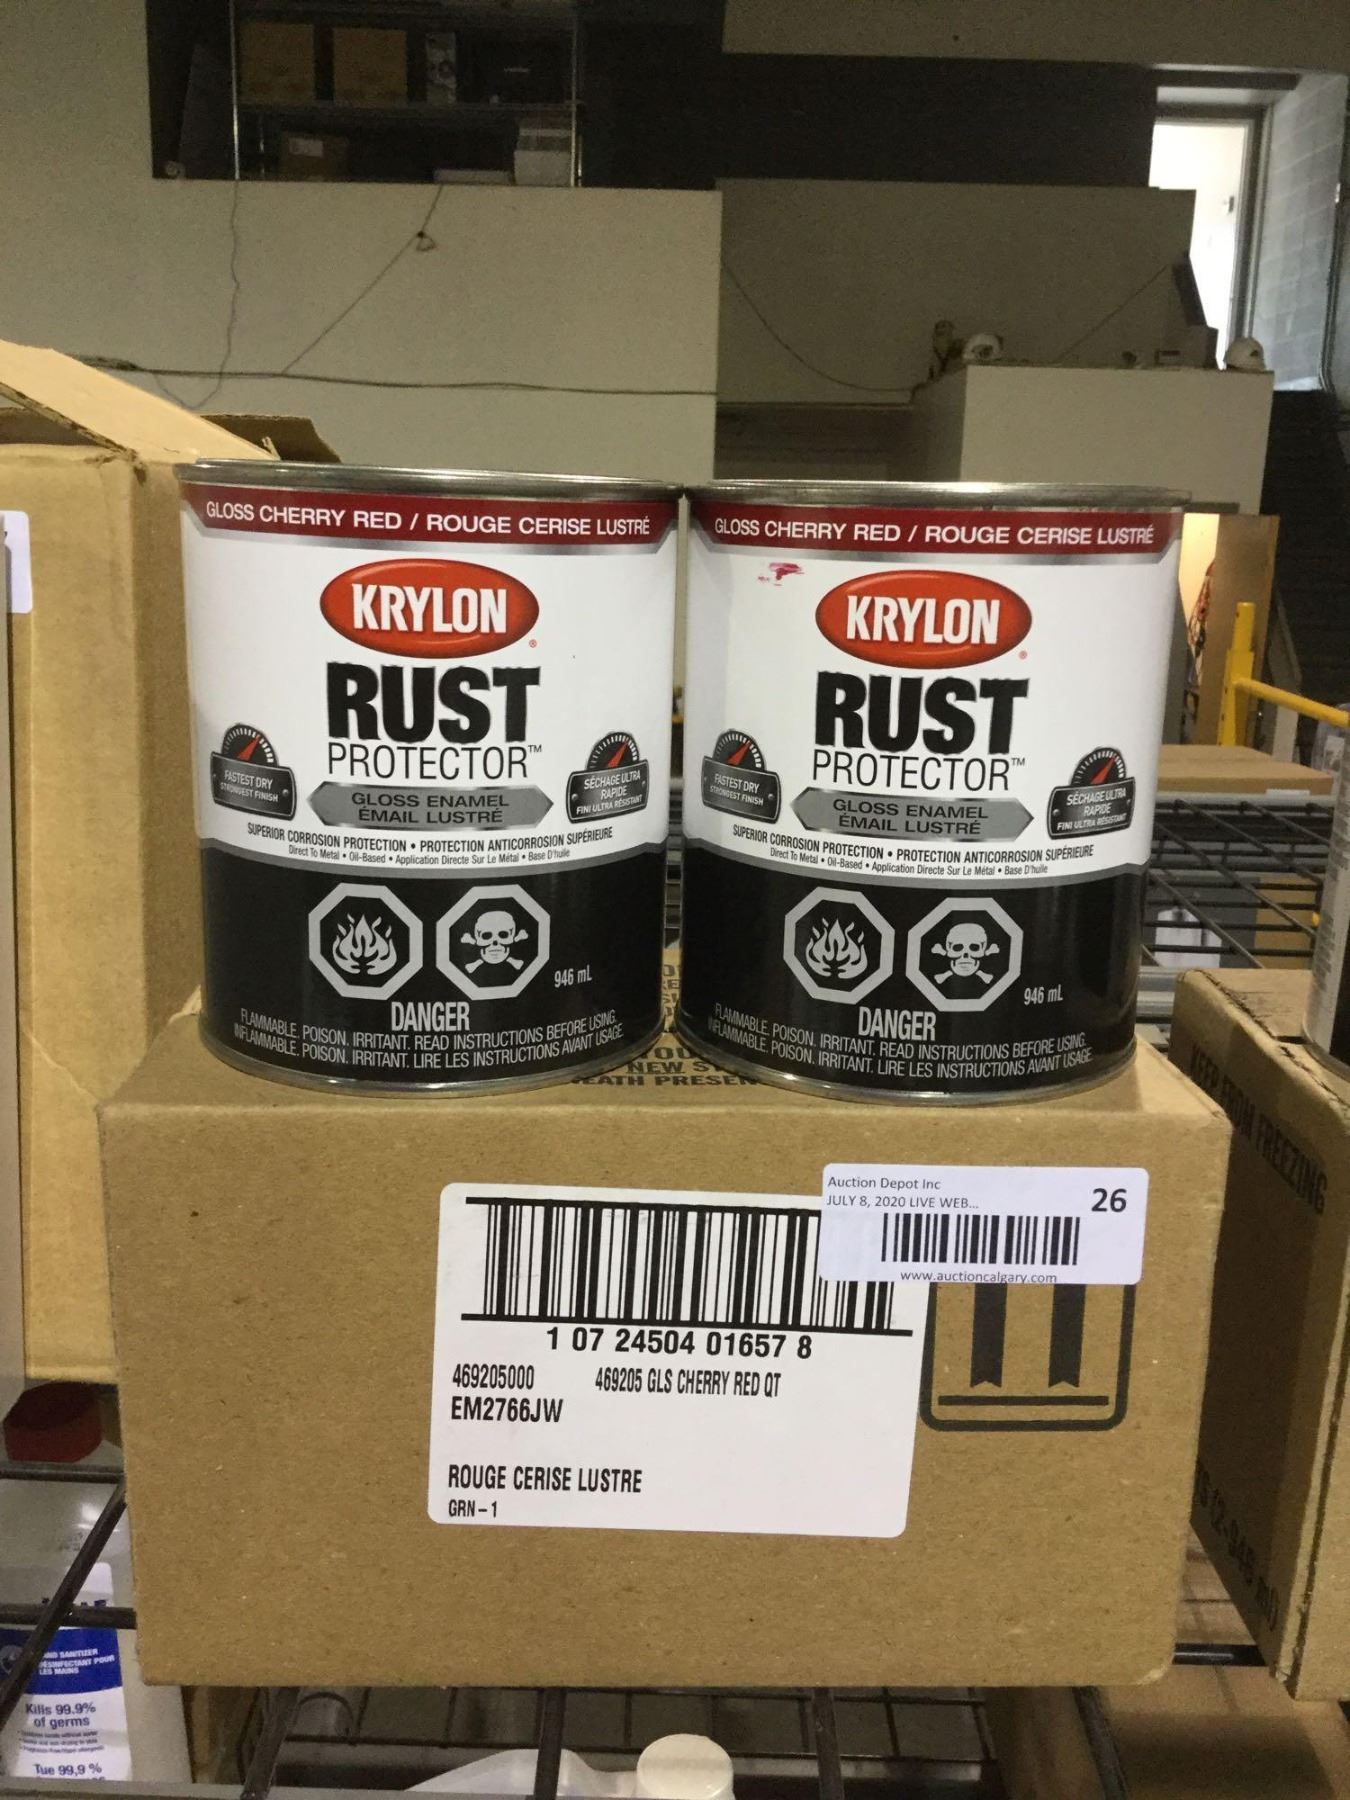 GLOSS CHERRY RED / ROUGE CERISE LUSTRÉ
KRYLON®
RUST
PROTECTOR™
FASTEST DRY
STRONGEST FINISH
SÉCHAGE ULTRA
RAPIDE
FINI ULTRA RÉSISTANT
GLOSS ENAMEL
ÉMAIL LUSTRÉ
SUPERIOR CORROSION PROTECTION • PROTECTION ANTICORROSION SUPÉRIEURE
Direct To Metal • Oil-Based • Application Directe Sur Le Métal • Base D'huile
946 mL
DANGER
FLAMMABLE. POISON. IRRITANT. READ INSTRUCTIONS BEFORE USING.
INFLAMMABLE. POISON. IRRITANT. LIRE LES INSTRUCTIONS AVANT USAGE.
GLOSS CHERRY RED / ROUGE CERISE LUSTRÉ
KRYLON®
RUST
PROTECTOR™
FASTEST DRY
STRONGEST FINISH
SÉCHAGE ULTRA
RAPIDE
FINI ULTRA RÉSISTANT
GLOSS ENAMEL
ÉMAIL LUSTRÉ
SUPERIOR CORROSION PROTECTION • PROTECTION ANTICORROSION SUPÉRIEURE
Direct To Metal • Oil-Based • Application Directe Sur Le Métal • Base D'huile
946 mL
DANGER
FLAMMABLE. POISON. IRRITANT. READ INSTRUCTIONS BEFORE USING.
INFLAMMABLE. POISON. IRRITANT. LIRE LES INSTRUCTIONS AVANT USAGE.
NEW
PRESEN
KEEP FROM FREEZING
Auction Depot Inc
JULY 8, 2020 LIVE WEB...
26
www.auctioncalgary.com
1 07 24504 01657 8
469205000 469205 GLS CHERRY RED QT
EM2766JW
ROUGE CERISE LUSTRE
GRN-1
SANITIZER
POUR
LES MAINS
Kills 99.9%
of germs
Tue 99,9 %